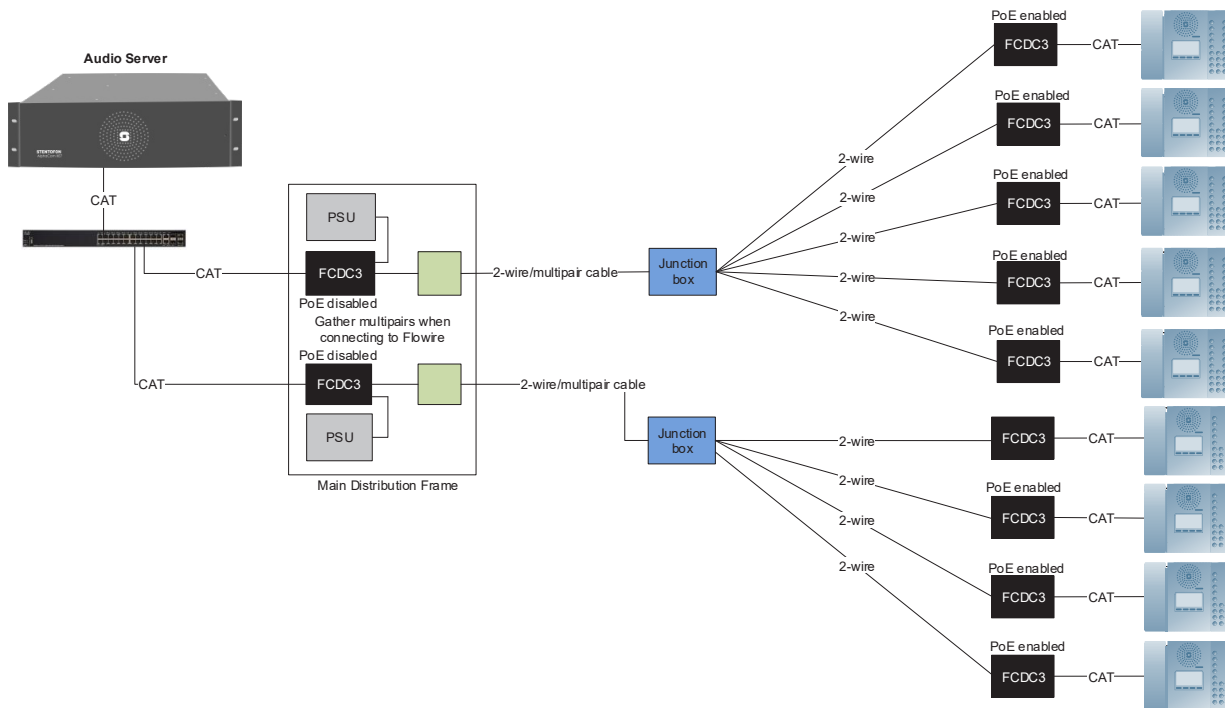 Audio Server
STENTOFON
CAT
Main Distribution Frame
PSU
CAT
FCDC3
PoE disabled
Gather multipairs when
connecting to Flowire
PoE disabled
CAT
FCDC3
PSU
2-wire/multipair cable
2-wire/multipair cable
Junction
box
Junction
box
2-wire
2-wire
2-wire
2-wire
2-wire
2-wire
2-wire
2-wire
2-wire
PoE enabled
FCDC3
CAT
PoE enabled
FCDC3
CAT
PoE enabled
FCDC3
CAT
PoE enabled
FCDC3
CAT
PoE enabled
FCDC3
CAT
FCDC3
CAT
PoE enabled
FCDC3
CAT
PoE enabled
FCDC3
CAT
PoE enabled
FCDC3
CAT